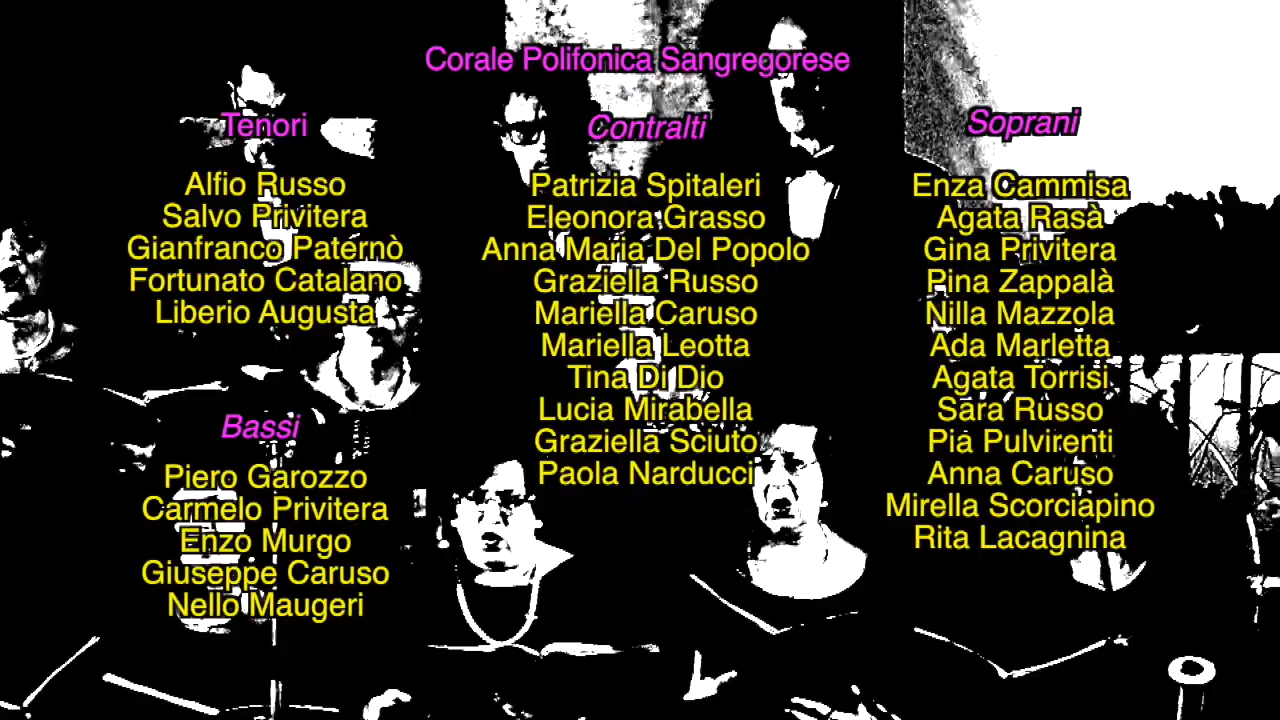 Corale Polifonica Sangregorese
Tenori
Alfio Russo
Salvo Privitera
Gianfranco Paternò
Fortunato Catalano
Liberio Augusta
Bassi
Piero Garozzo
Carmelo Privitera
Enzo Murgo
Giuseppe Caruso
Nello Maugeri
Contralti
Patrizia Spitaleri
Eleonora Grasso
Anna Maria Del Popolo
Graziella Russo
Mariella Caruso
Mariella Leotta
Tina Di Dio
Lucia Mirabella
Graziella Sciuto
Paola Narducci
Soprani
Enza Cammisa
Agata Rasà
Gina Privitera
Pina Zappalà
Nilla Mazzola
Ada Marletta
Agata Torrisi
Sara Russo
Pia Pulvirenti
Anna Caruso
Mirella Scorciapino
Rita Lacagnina